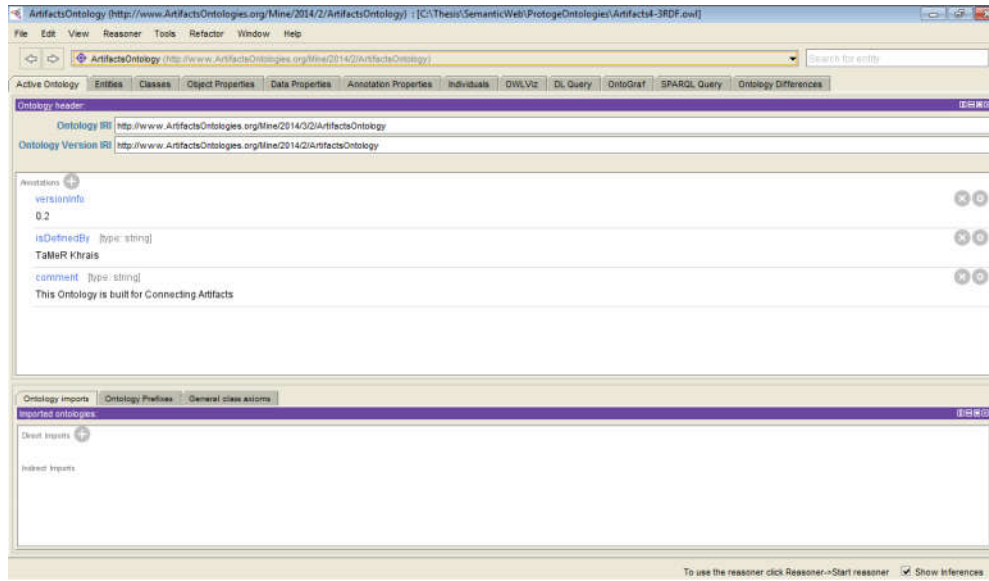 ArtifactsOntology (http://www.ArtifactsOntologies.org/Mine/2014/2/ArtifactsOntology) : [C:\Thesis\SemanticWeb\ProtogeOntologies\Artifacts4-3RDF.owl]
File Edit View Reasoner Tools Refactor Window Help
ArtifactsOntology (http://www.ArtifactsOntologies.org/Mine/2014/2/ArtifactsOntology) Search for entity
Active Ontology Entities Classes Object Properties Data Properties Annotation Properties Individuals OWLViz DL Query OntoGraf SPARQL Query Ontology Differences
Ontology header:
Ontology IRI http://www.ArtifactsOntologies.org/Mine/2014/3/2/ArtifactsOntology
Ontology Version IRI http://www.ArtifactsOntologies.org/Mine/2014/2/ArtifactsOntology
Annotations
versionInfo
0.2
isDefinedBy [type: string]
TaMeR Khrais
comment [type: string]
This Ontology is built for Connecting Artifacts
Ontology imports Ontology Prefixes General class axioms
Imported ontologies:
Direct Imports
Indirect Imports
To use the reasoner click Reasoner->Start reasoner Show Inferences